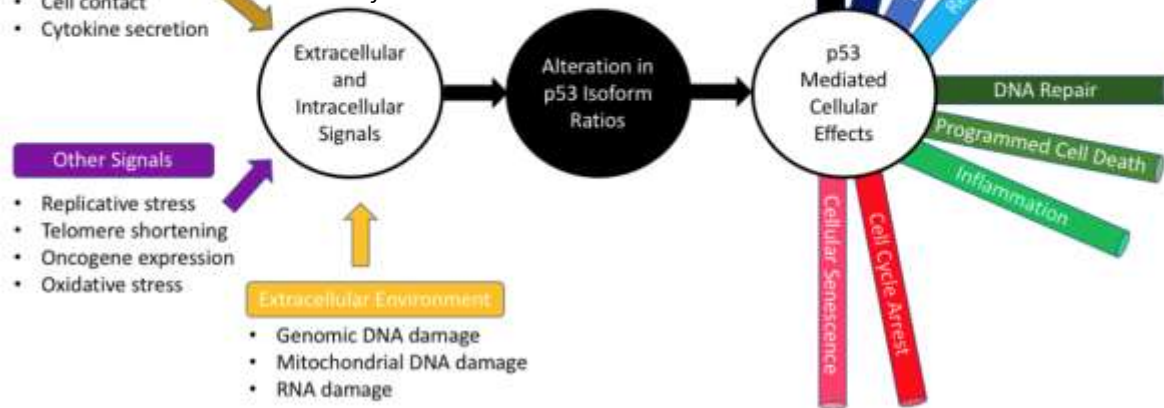 • Cell contact
• Cytokine secretion
Extracellular
and
Intracellular
Signals
Alteration in
p53 Isoform
Ratios
p53
Mediated
Cellular
Effects
DNA Repair
Programmed Cell Death
Inflammation
Cell Cycle Arrest
Cellular Senescence
Other Signals
• Replicative stress
• Telomere shortening
• Oncogene expression
• Oxidative stress
Extracellular Environment
• Genomic DNA damage
• Mitochondrial DNA damage
• RNA damage